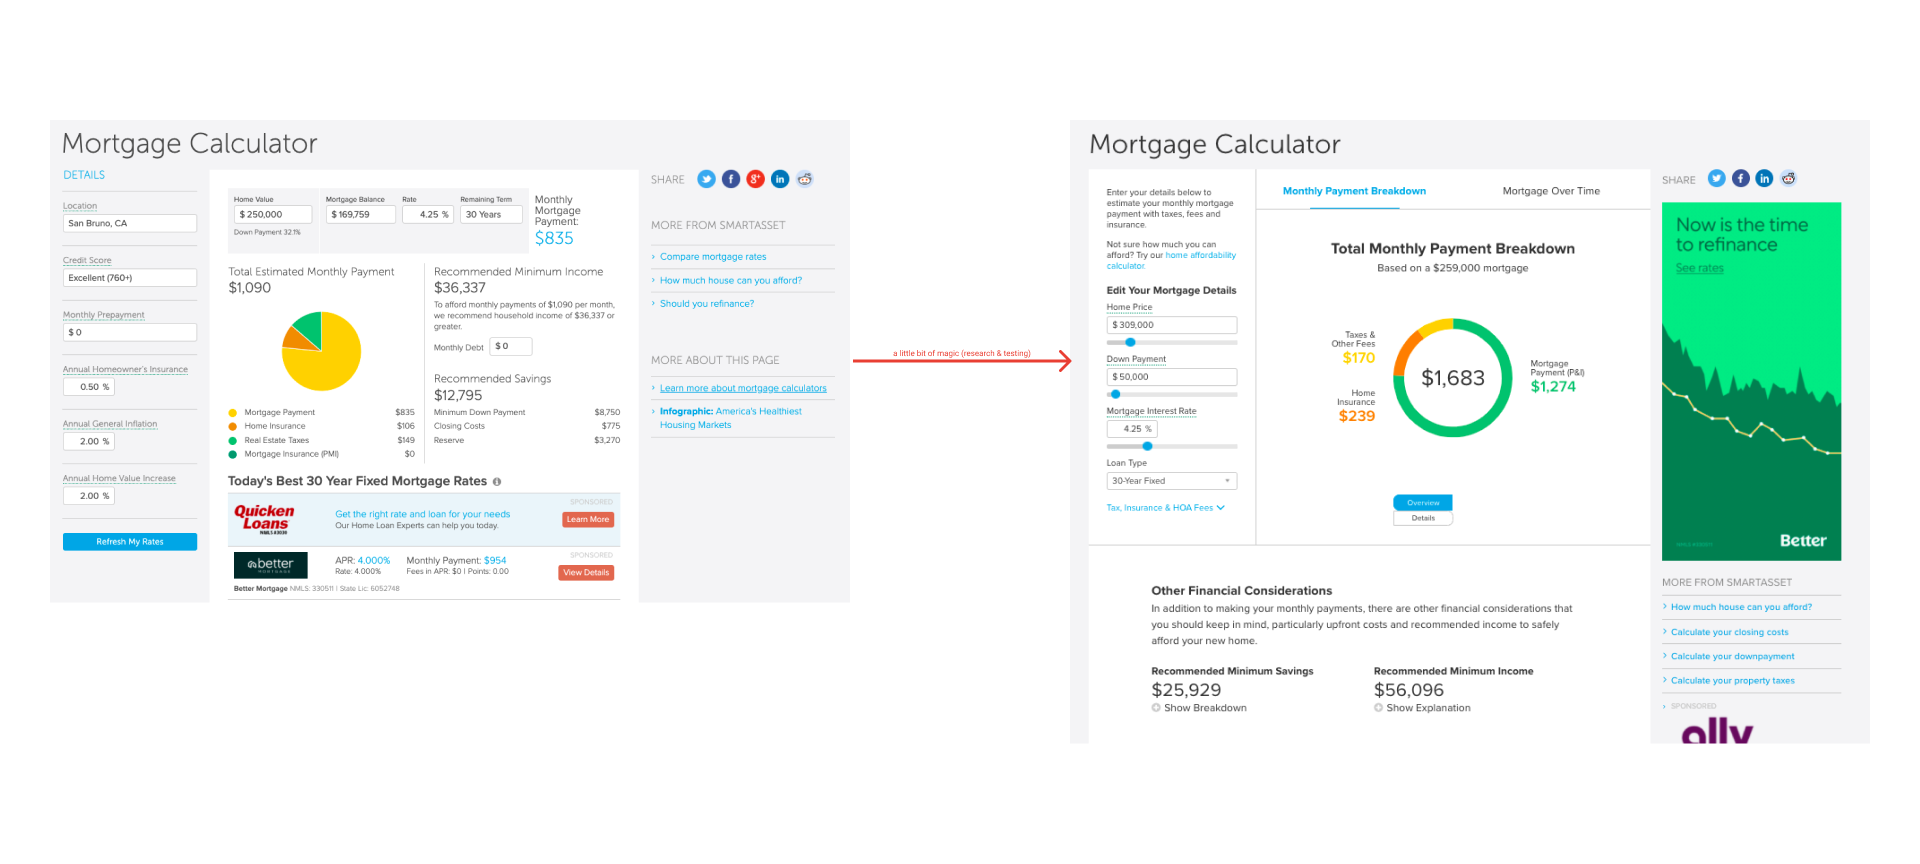 Mortgage Calculator
DETAILS
Location
San Bruno, CA
Credit Score
Excellent (760+)
Monthly Prepayment
$ 0
Annual Homeowner's Insurance
0.50 %
Annual General Inflation
2.00 %
Annual Home Value Increase
2.00 %
Refresh My Rates
Home Value
$ 250,000
Down Payment 32.1%
Mortgage Balance
$ 169,759
Rate
4.25 %
Remaining Term
30 Years
Monthly
Mortgage
Payment:
$835
Total Estimated Monthly Payment
$1,090
Mortgage Payment $835
Home Insurance $106
Real Estate Taxes $149
Mortgage Insurance (PMI) $0
Recommended Minimum Income
$36,337
To afford monthly payments of $1,090 per month,
we recommend household income of $36,337 or
greater.
Monthly Debt $ 0
Recommended Savings
$12,795
Minimum Down Payment $8,750
Closing Costs $775
Reserve $3,270
Today's Best 30 Year Fixed Mortgage Rates
SPONSORED
Quicken
Loans
Get the right rate and loan for your needs
Our Home Loan Experts can help you today.
Learn More
SPONSORED
better
MORTGAGE
APR: 4.000%
Rate: 4.000%
Monthly Payment: $954
Fees in APR: $0 | Points: 0.00
View Details
Better Mortgage NMLS: 330511 | State Lic: 6052748
SHARE
MORE FROM SMARTASSET
Compare mortgage rates
How much house can you afford?
Should you refinance?
MORE ABOUT THIS PAGE
Learn more about mortgage calculators
Infographic: America's Healthiest
Housing Markets
a little bit of magic (research & testing)
Mortgage Calculator
Enter your details below to
estimate your monthly mortgage
payment with taxes, fees and
insurance.
Not sure how much you can
afford? Try our home affordability
calculator.
Edit Your Mortgage Details
Home Price
$ 309,000
Down Payment
$ 50,000
Mortgage Interest Rate
4.25 %
Loan Type
30-Year Fixed
Tax, Insurance & HOA Fees
Monthly Payment Breakdown
Mortgage Over Time
Total Monthly Payment Breakdown
Based on a $259,000 mortgage
Taxes &
Other Fees
$170
Home
Insurance
$239
$1,683
Mortgage
Payment (P&I)
$1,274
Overview
Details
Other Financial Considerations
In addition to making your monthly payments, there are other financial considerations that
you should keep in mind, particularly upfront costs and recommended income to safely
afford your new home.
Recommended Minimum Savings
$25,929
Show Breakdown
Recommended Minimum Income
$56,096
Show Explanation
SHARE
Now is the time
to refinance
See rates
Better
MORE FROM SMARTASSET
How much house can you afford?
Calculate your closing costs
Calculate your downpayment
Calculate your property taxes
SPONSORED
ally